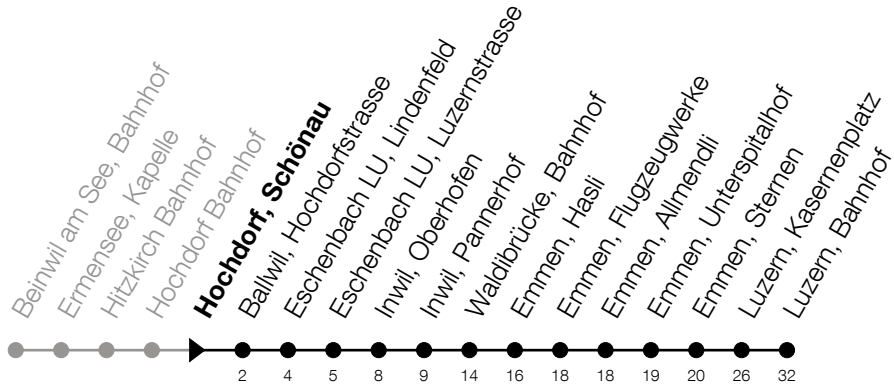 Beinwil am See, Bahnhof
Ermensee, Kapelle
Hitzkirch Bahnhof
Hochdorf Bahnhof
Hochdorf, Schönau
Ballwil, Hochdorfstrasse
Eschenbach LU, Lindenfeld
Eschenbach LU, Luzernstrasse
Inwil, Oberhofen
Inwil, Pannerhof
Waldibrücke, Bahnhof
Emmen, Hasli
Emmen, Flugzeugwerke
Emmen, Allmendli
Emmen, Unterspitalhof
Emmen, Sternen
Luzern, Kasernenplatz
Luzern, Bahnhof
2 4 5 8 9 14 16 18 18 19 20 26 32